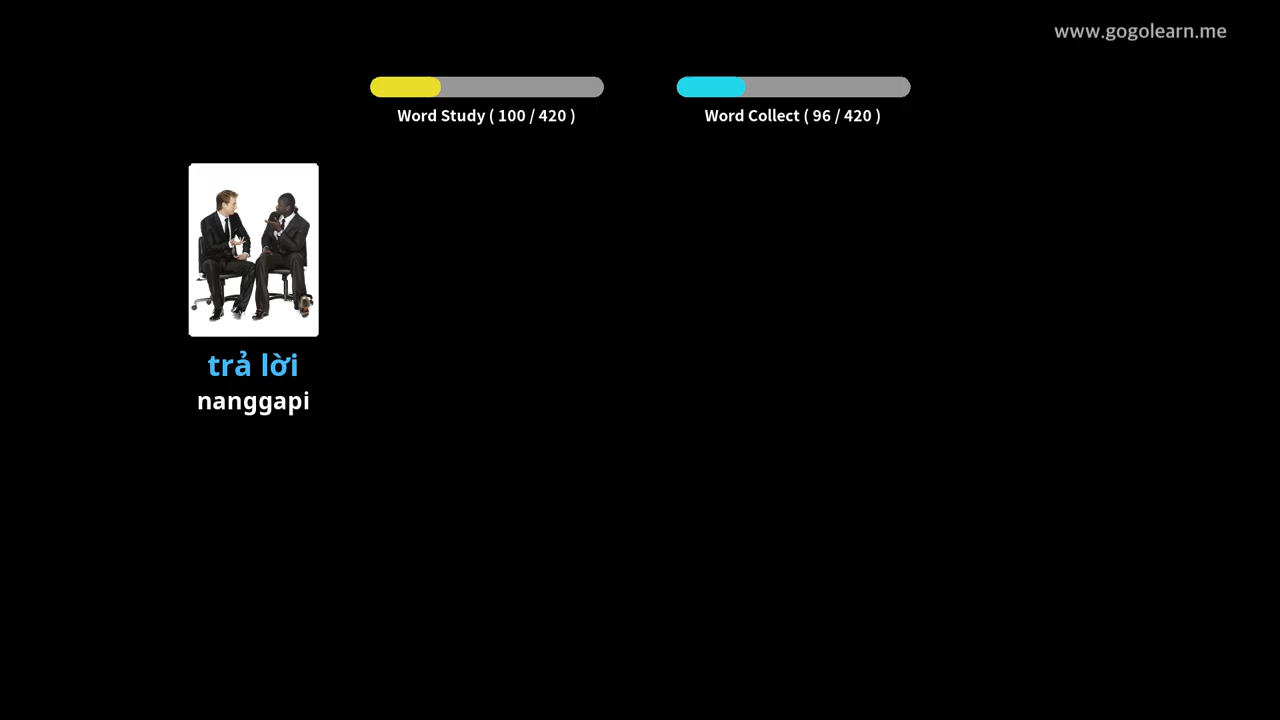 www.gogolearn.me
Word Study ( 100 / 420 )
Word Collect ( 96 / 420 )
trả lời
nanggapi